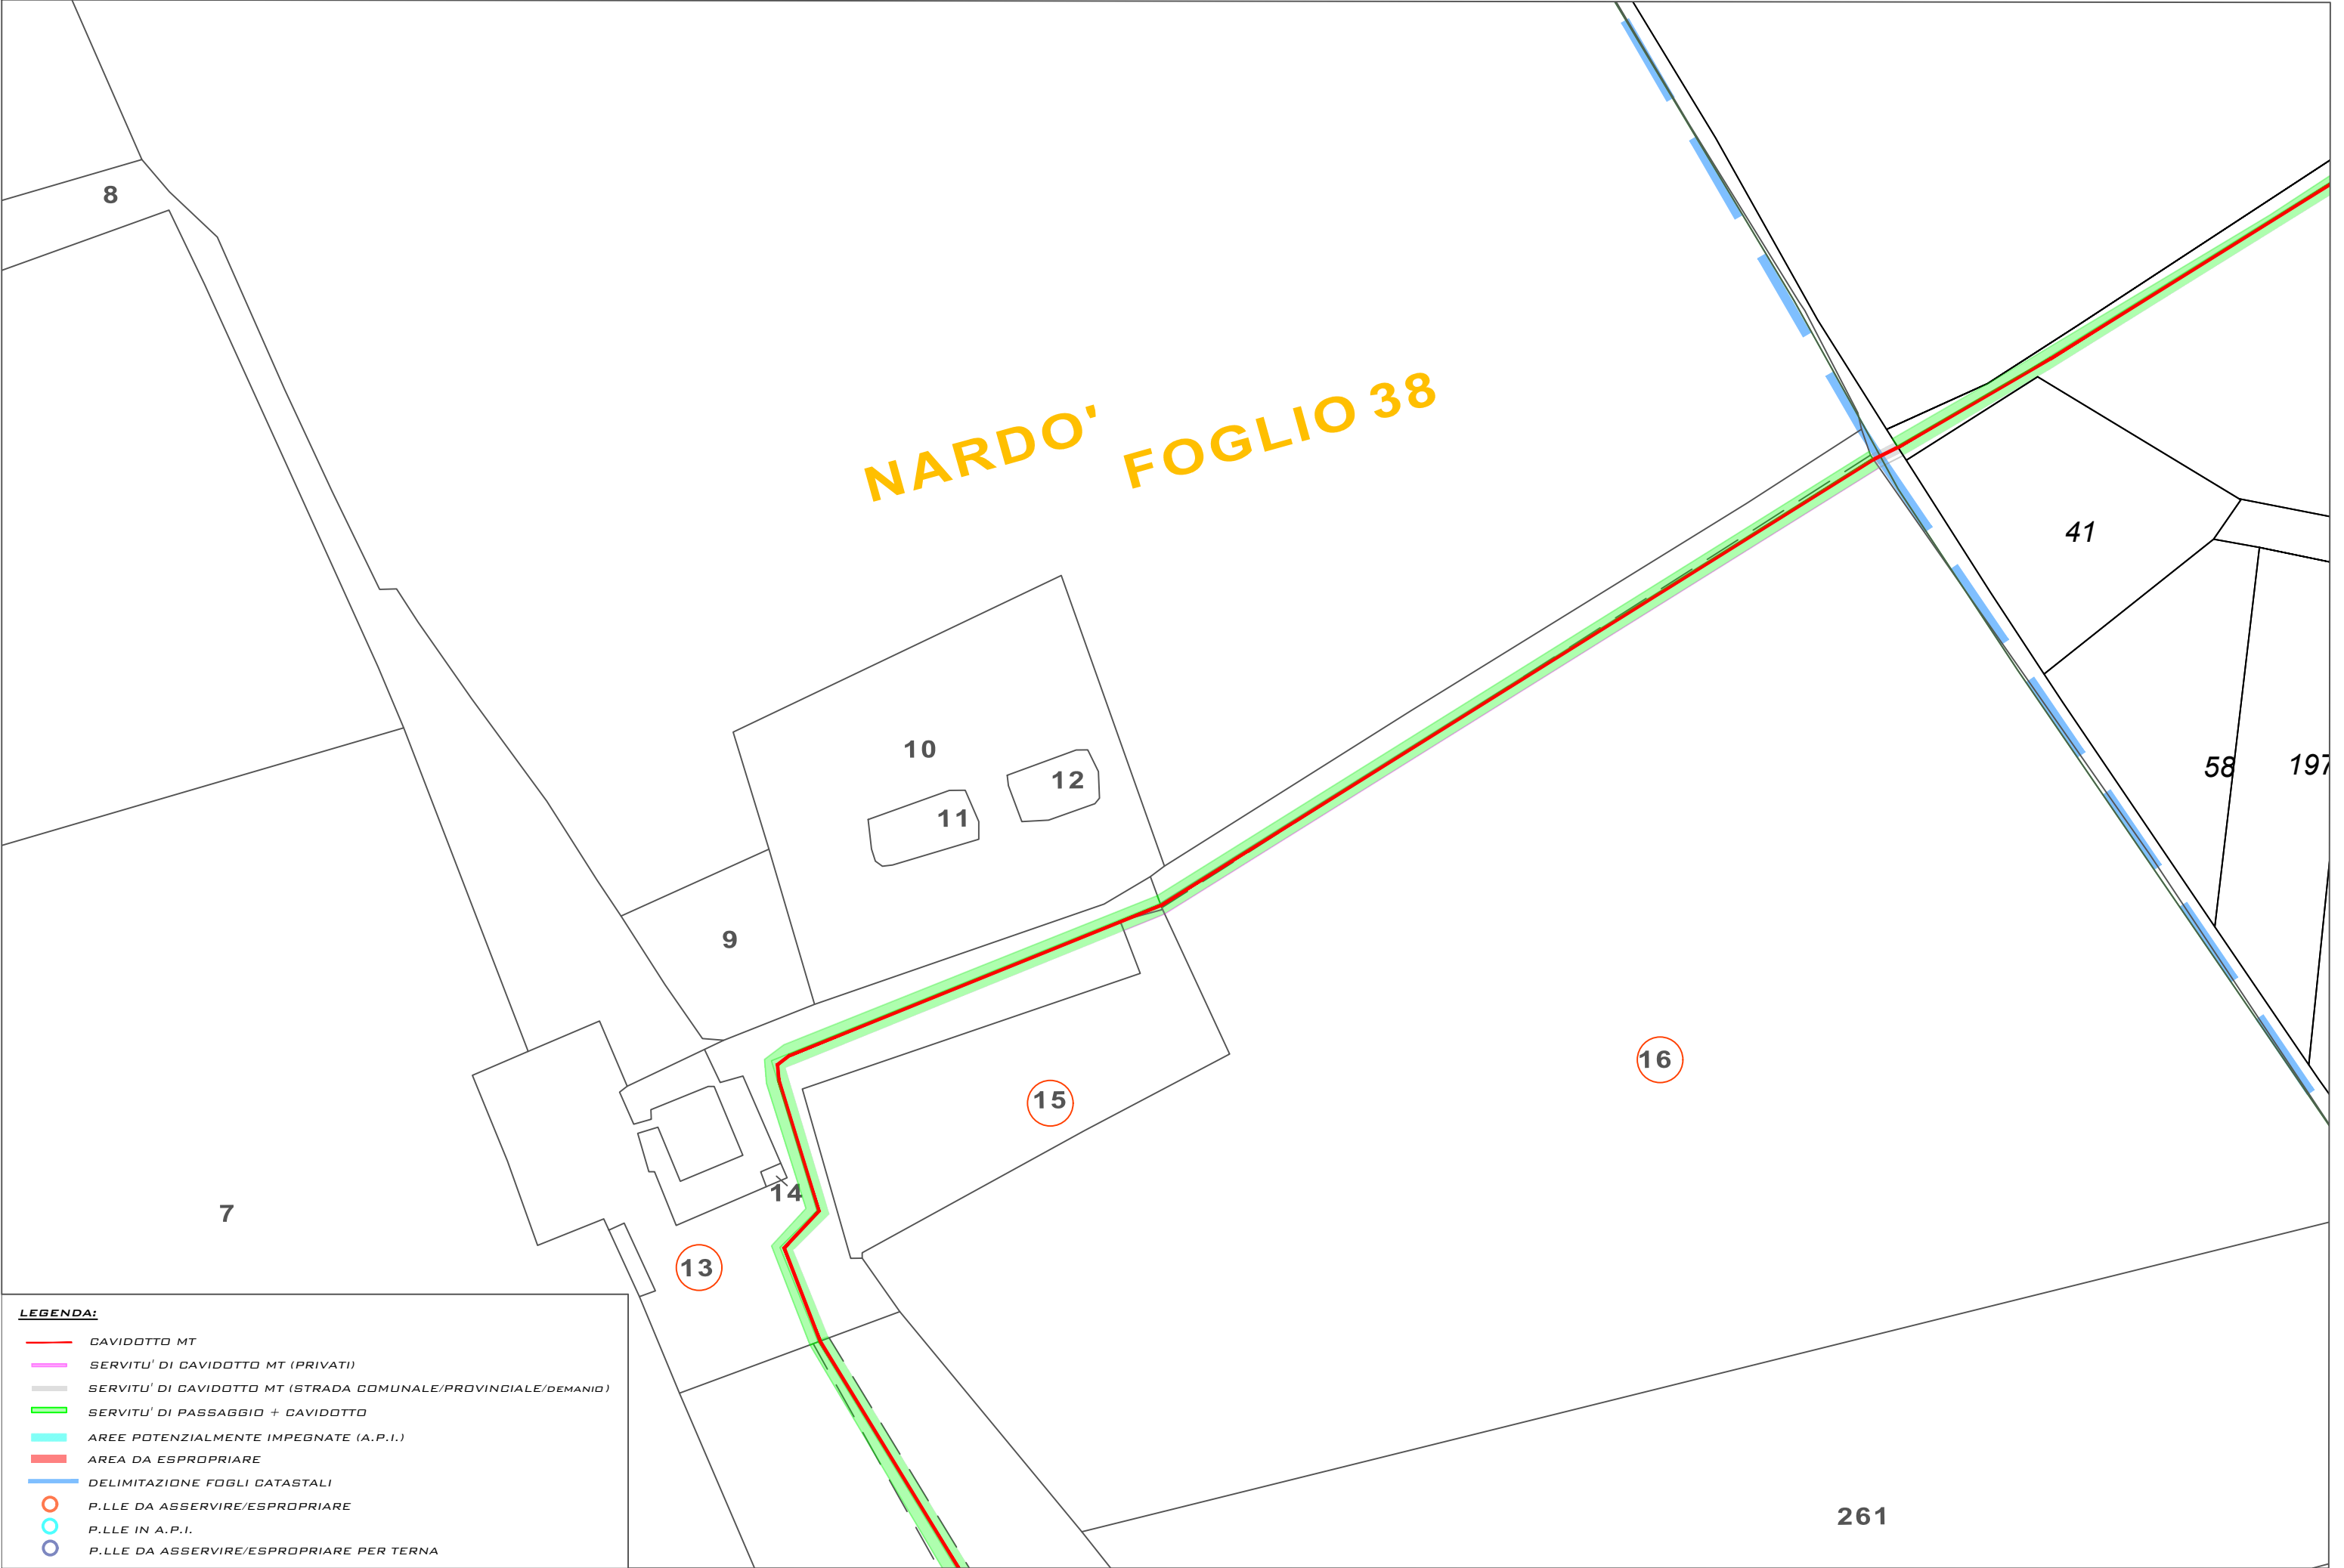 8
NARDO' FOGLIO 38
41
10
12
11
58
197
9
16
15
14
7
13
261
LEGENDA:
CAVIDOTTO MT
SERVITU' DI CAVIDOTTO MT (PRIVATI)
SERVITU' DI CAVIDOTTO MT (STRADA COMUNALE/PROVINCIALE/DEMANIO)
SERVITU' DI PASSAGGIO + CAVIDOTTO
AREE POTENZIALMENTE IMPEGNATE (A.P.I.)
AREA DA ESPROPRIARE
DELIMITAZIONE FOGLI CATASTALI
P.LLE DA ASSERVIRE/ESPROPRIARE
P.LLE IN A.P.I.
P.LLE DA ASSERVIRE/ESPROPRIARE PER TERNA